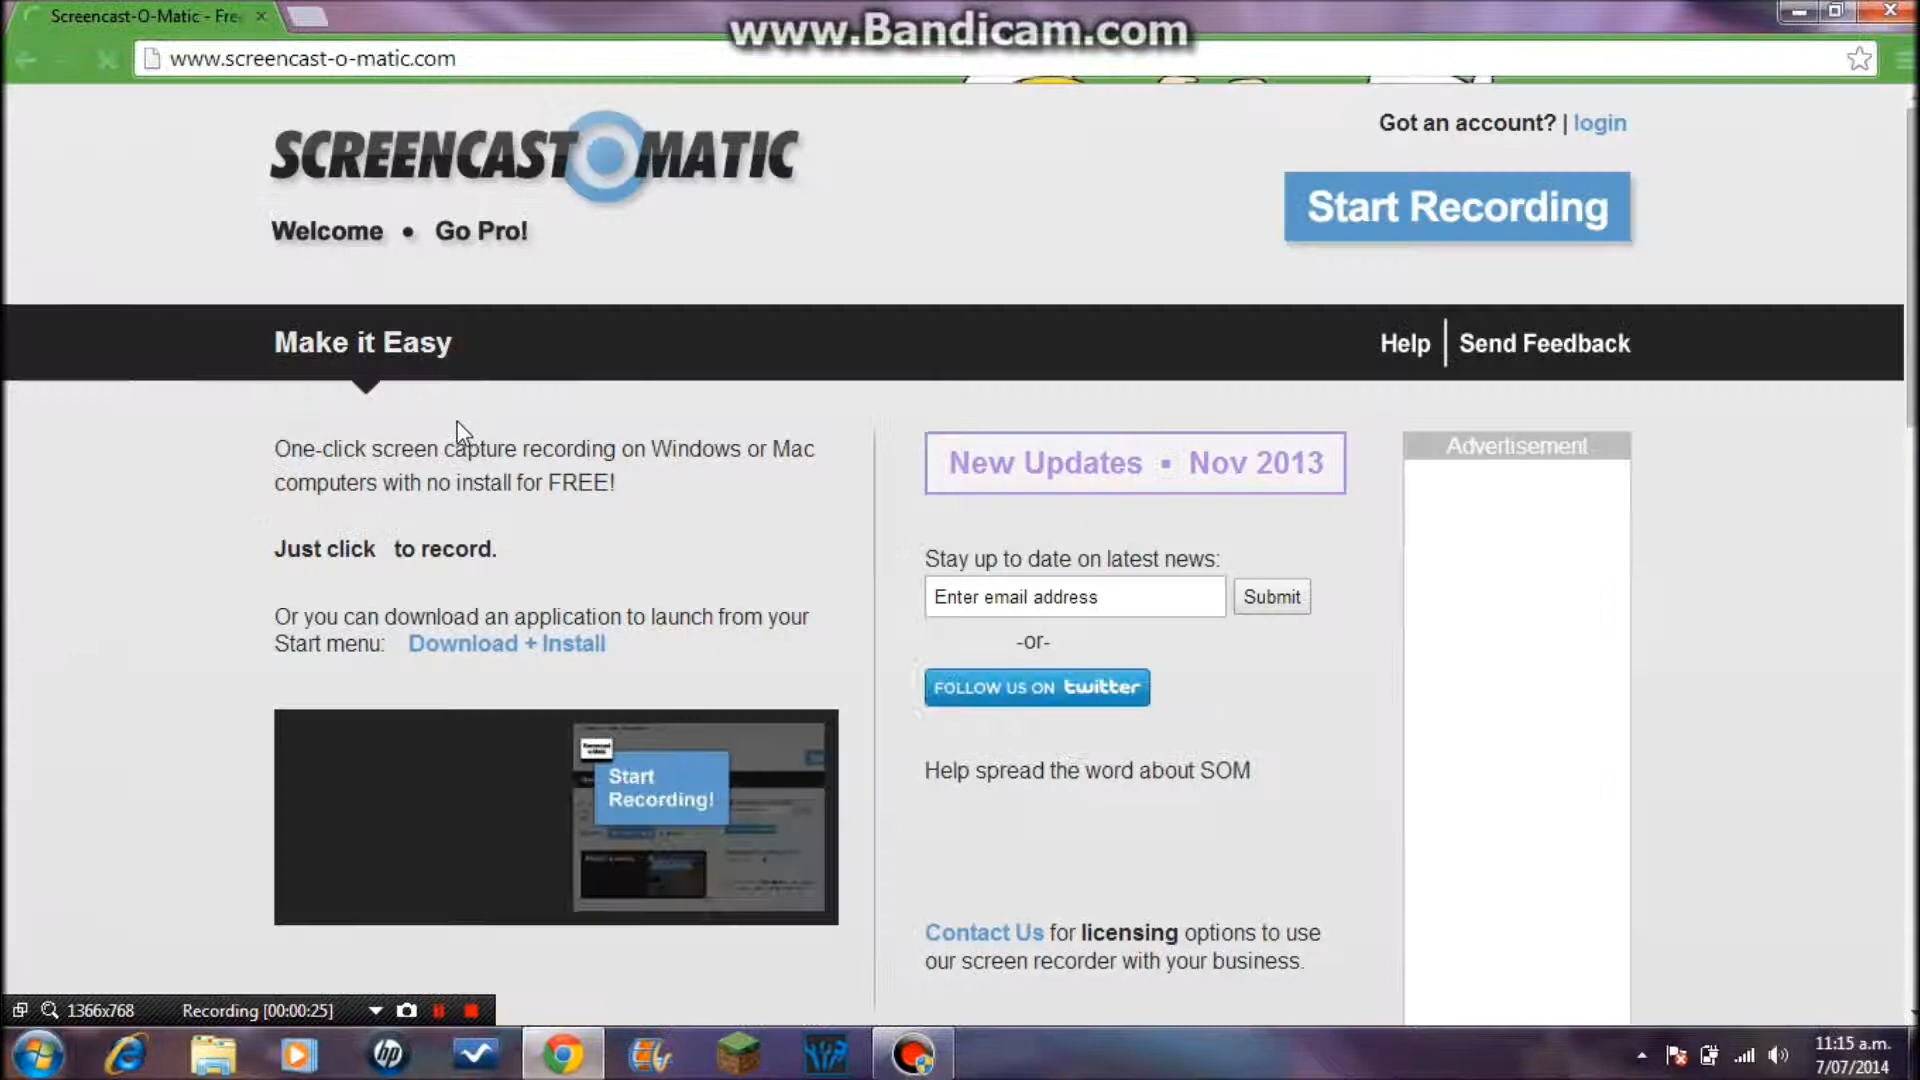 Screencast-O-Matic - Fre
www.Bandicam.com
www.screencast-o-matic.com
Got an account? | login
SCREENCAST O MATIC
Start Recording
Welcome • Go Pro!
Make it Easy
Help | Send Feedback
One-click screen capture recording on Windows or Mac
computers with no install for FREE!
Just click to record.
Or you can download an application to launch from your
Start menu: Download + Install
Start
Recording!
New Updates ▪ Nov 2013
Stay up to date on latest news:
Enter email address
Submit
-or-
FOLLOW US ON twitter
Help spread the word about SOM
Contact Us for licensing options to use
our screen recorder with your business.
Advertisement
1366x768 Recording [00:00:25]
hp
11:15 a.m.
7/07/2014